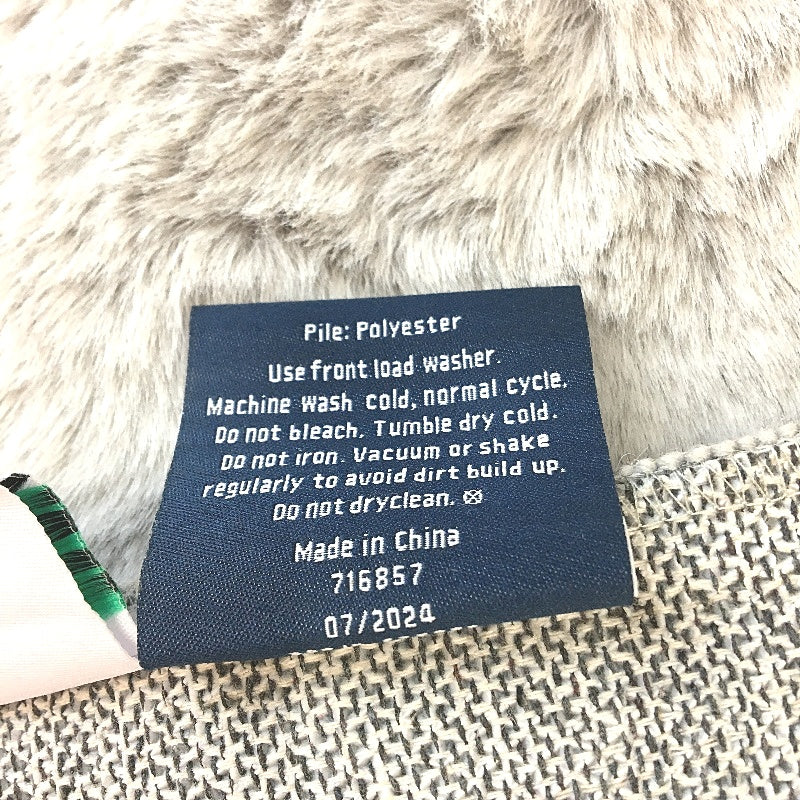 Pile: Polyester
Use front load washer.
Machine wash cold, normal cycle.
Do not bleach. Tumble dry cold.
Do not iron. Vacuum or shake
regularly to avoid dirt build up.
Do not dryclean.
Made in China
716857
07/2024